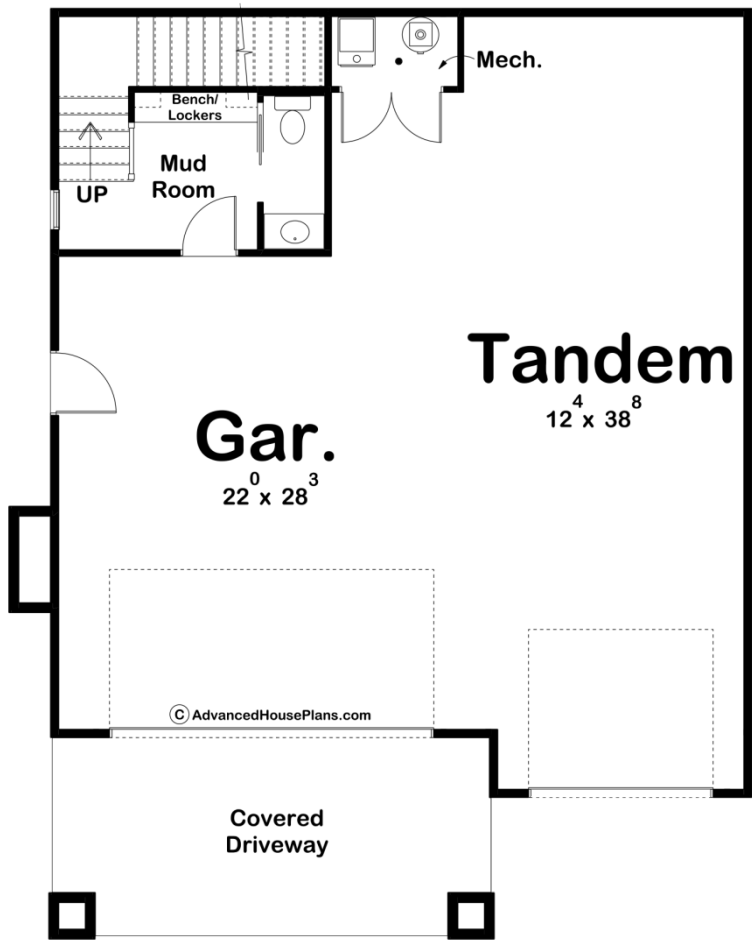 Mech.
Bench/
Lockers
Mud
Room
UP
Tandem
12⁴ x 38⁸
Gar.
22⁰ x 28³
© AdvancedHousePlans.com
Covered
Driveway